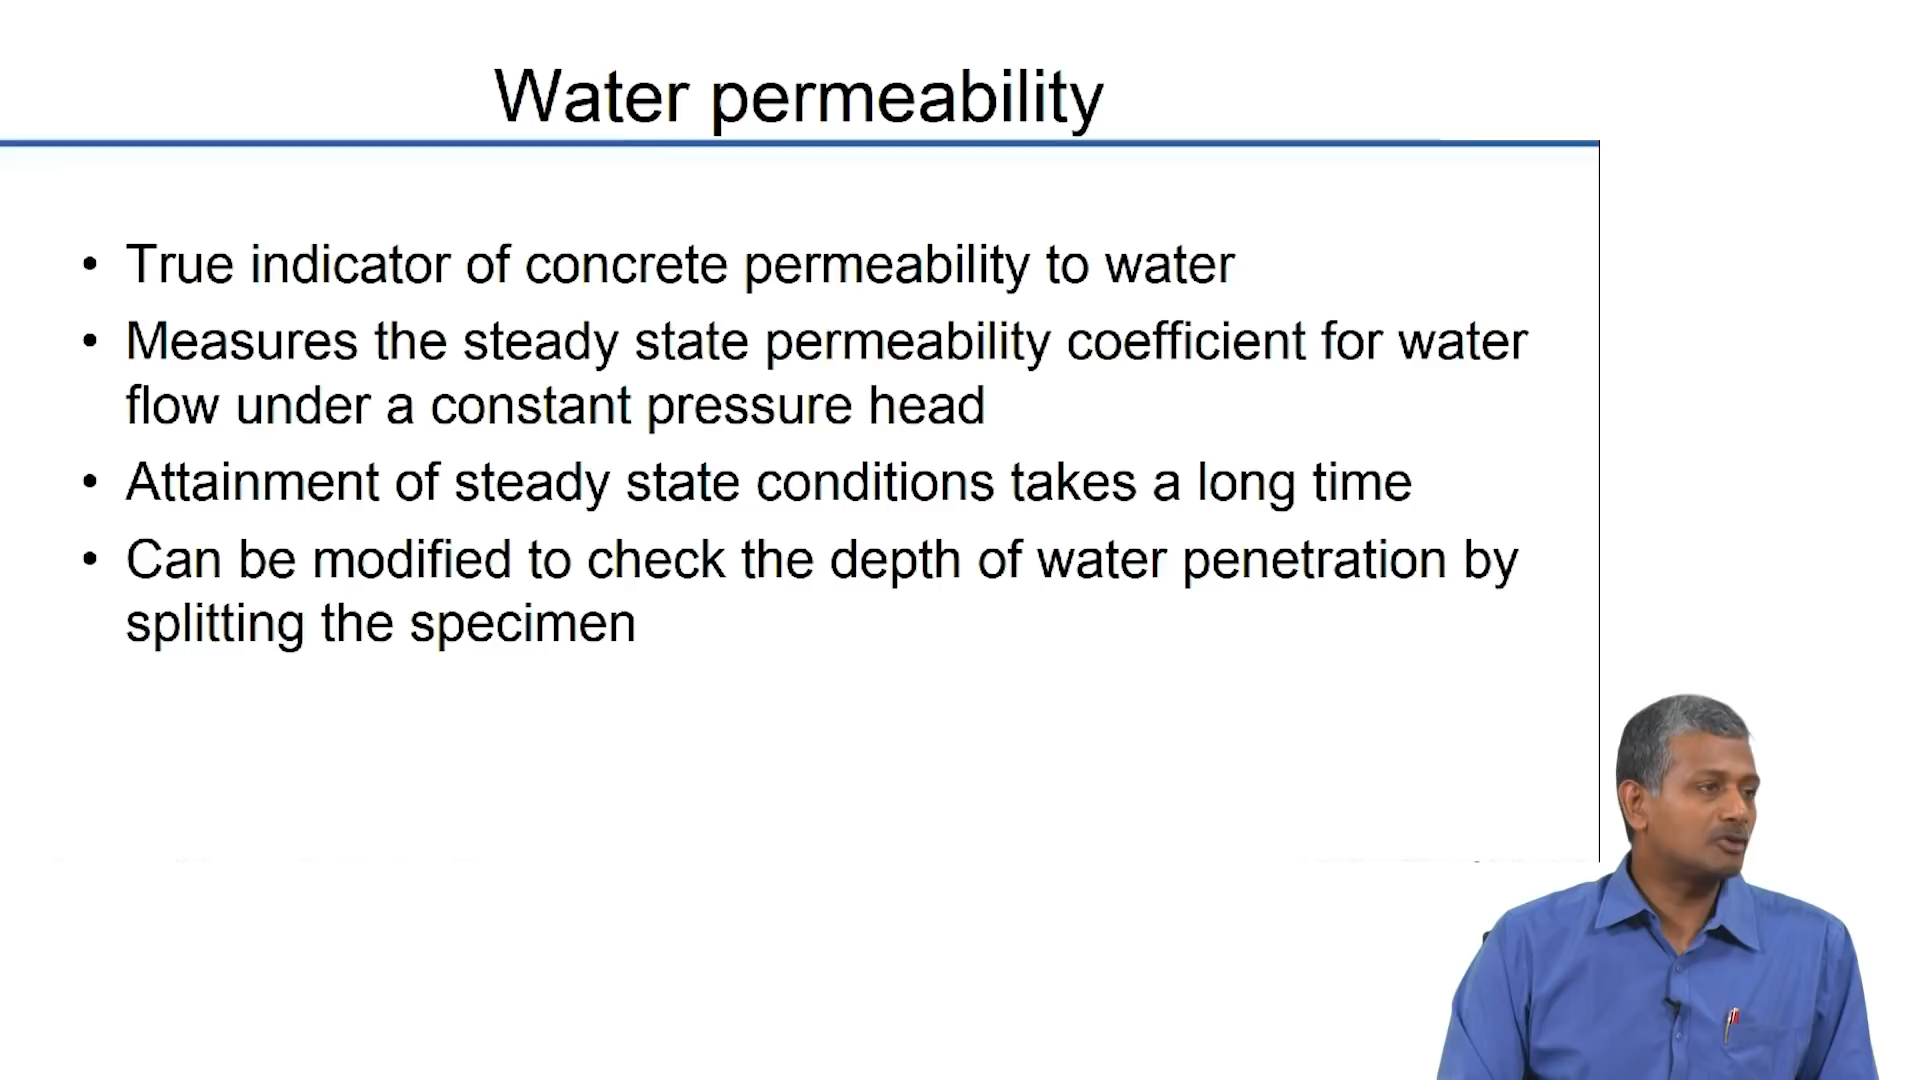 Water permeability
• True indicator of concrete permeability to water
• Measures the steady state permeability coefficient for water
flow under a constant pressure head
• Attainment of steady state conditions takes a long time
• Can be modified to check the depth of water penetration by
splitting the specimen